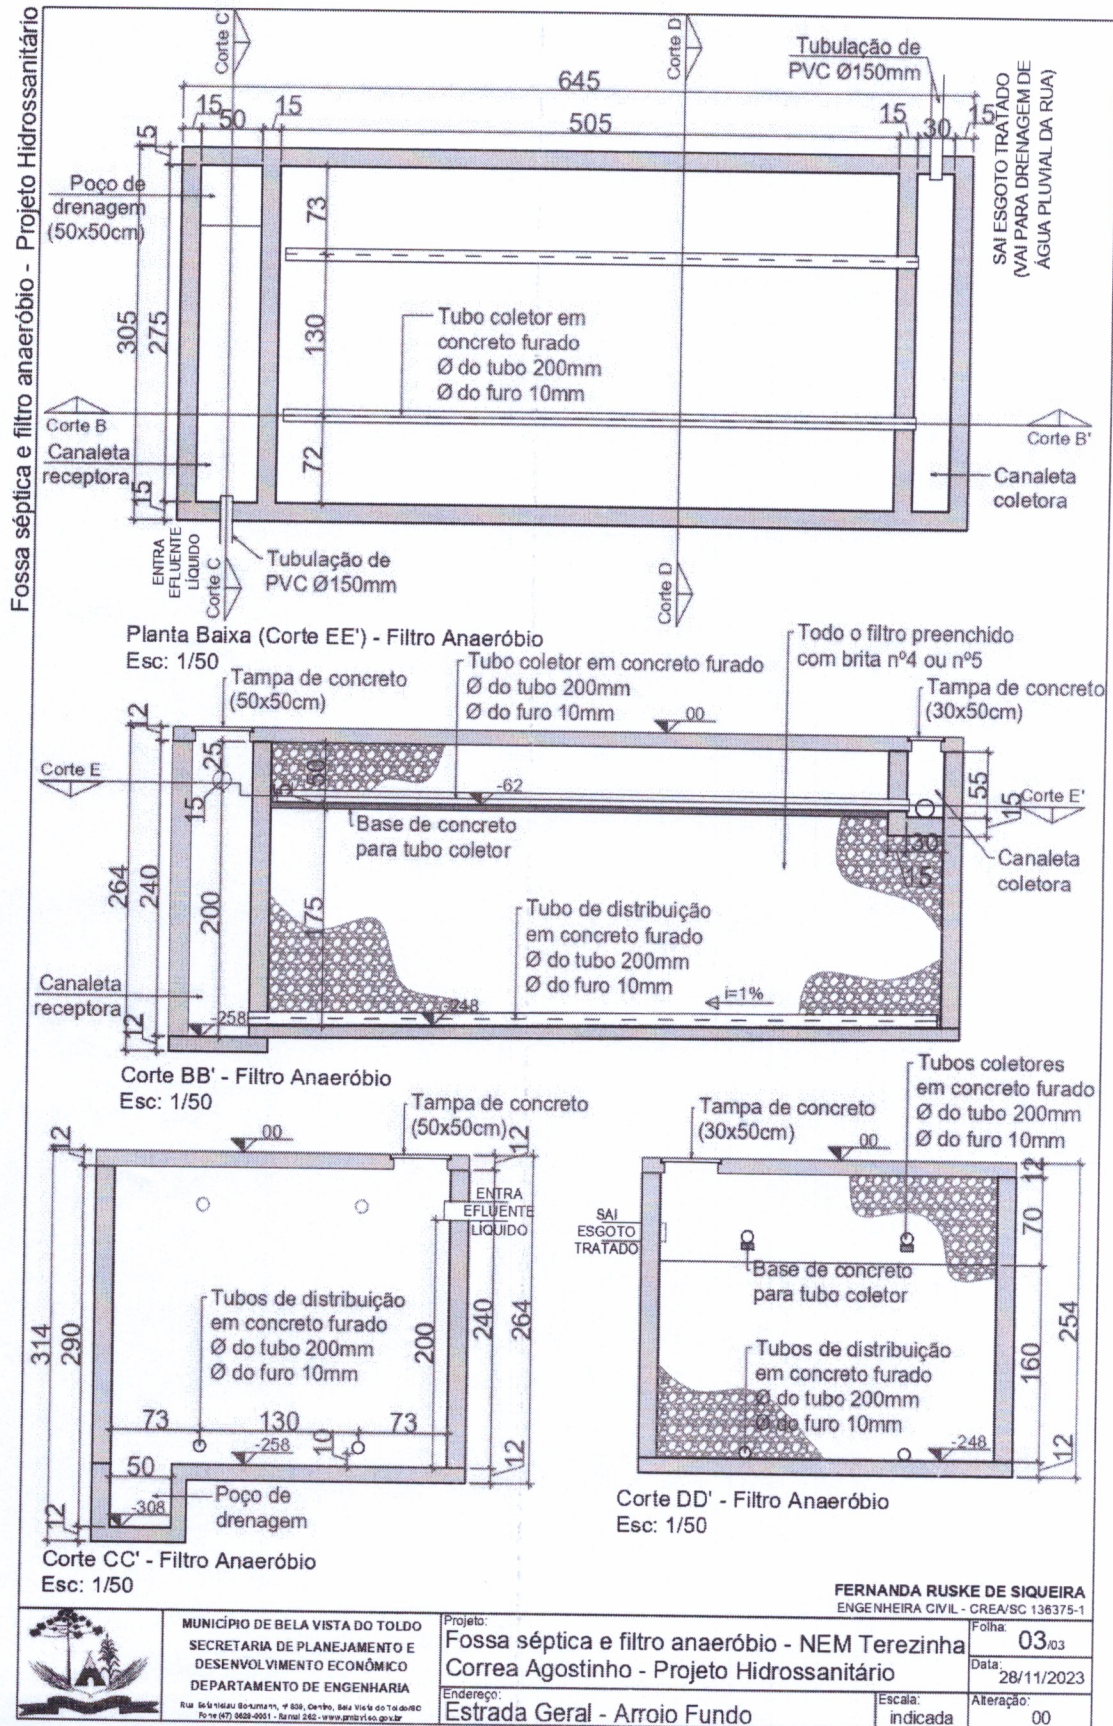 Fossa séptica e filtro anaeróbio - Projeto Hidrossanitário
Corte C
Corte D
Tubulação de
PVC Ø150mm
SAI ESGOTO TRATADO
(VAI PARA DRENAGEM DE
ÁGUA PLUVIAL DA RUA)
645
15
50
15
505
15
30
15
15
Poço de
drenagem
(50x50cm)
73
305
275
130
Tubo coletor em
concreto furado
Ø do tubo 200mm
Ø do furo 10mm
Corte B
Corte B'
Canaleta
receptora
72
15
Canaleta
coletora
ENTRA
EFLUENTE
LÍQUIDO
Corte C
Tubulação de
PVC Ø150mm
Corte D
Planta Baixa (Corte EE') - Filtro Anaeróbio
Esc: 1/50
Todo o filtro preenchido
com brita nº4 ou nº5
Tampa de concreto
(50x50cm)
Tubo coletor em concreto furado
Ø do tubo 200mm
Ø do furo 10mm
00
Tampa de concreto
(30x50cm)
12
25
50
Corte E
15
5
-62
55
15
Corte E'
Base de concreto
para tubo coletor
30
15
Canaleta
coletora
264
240
200
175
Tubo de distribuição
em concreto furado
Ø do tubo 200mm
Ø do furo 10mm
i=1%
Canaleta
receptora
12
-258
-248
Corte BB' - Filtro Anaeróbio
Esc: 1/50
Tubos coletores
em concreto furado
Ø do tubo 200mm
Ø do furo 10mm
Tampa de concreto
(50x50cm)
12
00
12
ENTRA
EFLUENTE
LÍQUIDO
Tubos de distribuição
em concreto furado
Ø do tubo 200mm
Ø do furo 10mm
314
290
200
240
264
73
130
73
-258
10
12
50
-308
12
Poço de
drenagem
Corte CC' - Filtro Anaeróbio
Esc: 1/50
Tampa de concreto
(30x50cm)
00
12
70
SAI
ESGOTO
TRATADO
Base de concreto
para tubo coletor
254
160
Tubos de distribuição
em concreto furado
Ø do tubo 200mm
Ø do furo 10mm
-248
12
Corte DD' - Filtro Anaeróbio
Esc: 1/50
FERNANDA RUSKE DE SIQUEIRA
ENGENHEIRA CIVIL - CREA/SC 136375-1
MUNICÍPIO DE BELA VISTA DO TOLDO
SECRETARIA DE PLANEJAMENTO E
DESENVOLVIMENTO ECONÔMICO
DEPARTAMENTO DE ENGENHARIA
Projeto:
Fossa séptica e filtro anaeróbio - NEM Terezinha
Correa Agostinho - Projeto Hidrossanitário
Folha:
03/03
Data:
28/11/2023
Endereço:
Estrada Geral - Arroio Fundo
Escala:
indicada
Alteração:
00